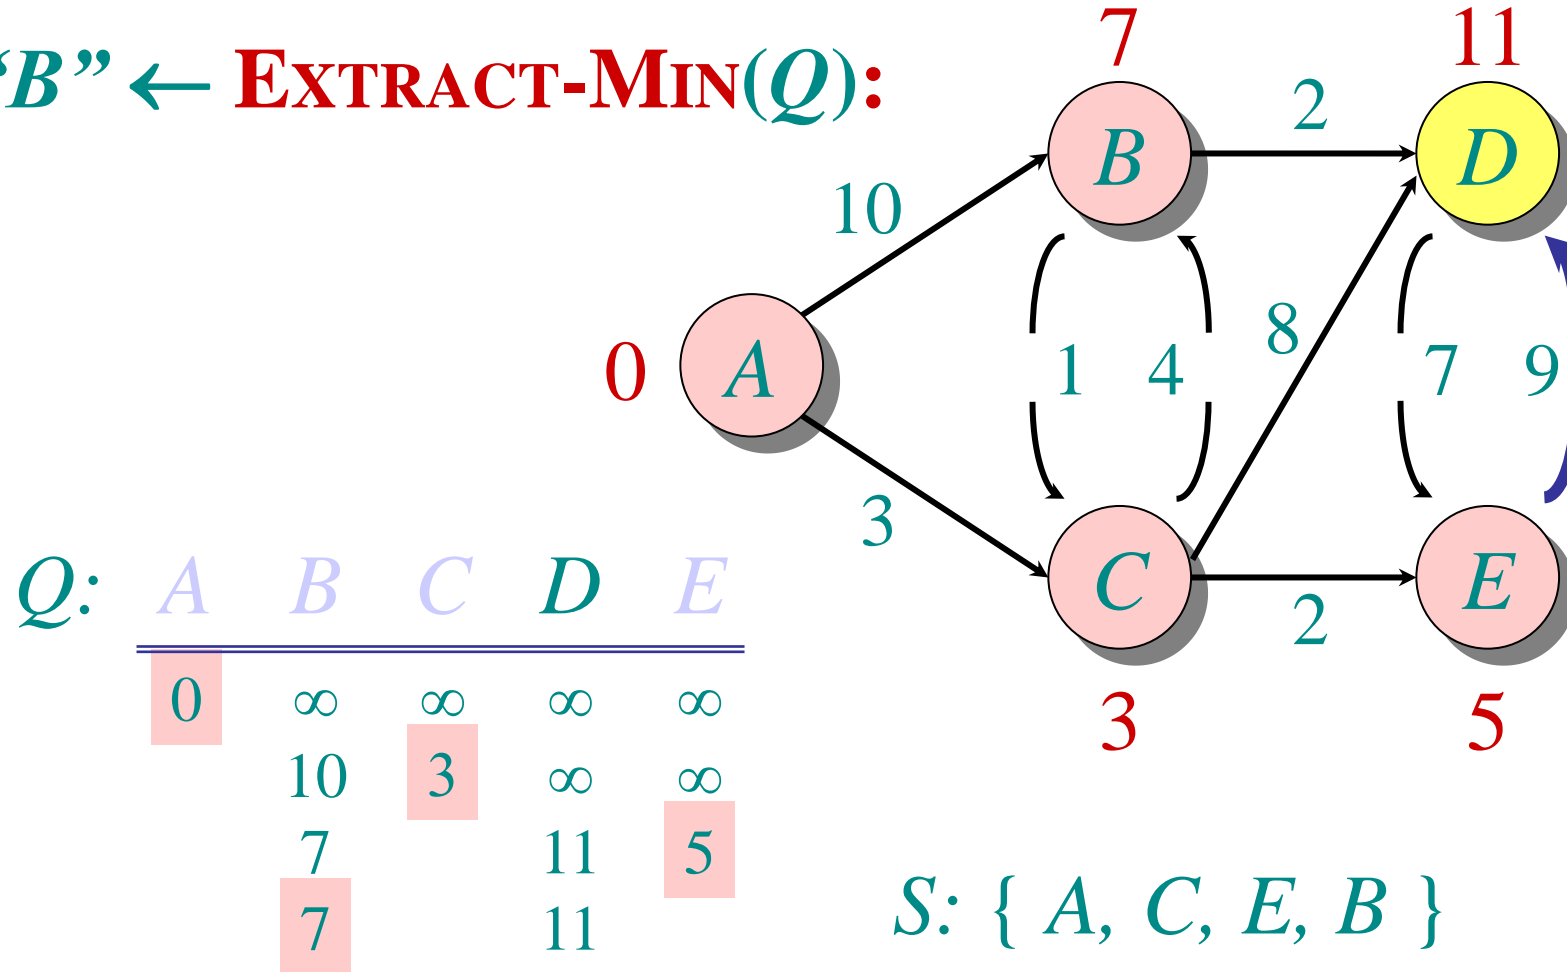 “B” ← EXTRACT-MIN(Q):
7
11
2
B
D
10
8
0
A
1
4
7
9
3
C
E
2
3
5
Q: A B C D E
0 ∞ ∞ ∞ ∞
10 3 ∞ ∞
7 11 5
7 11
S: { A, C, E, B }